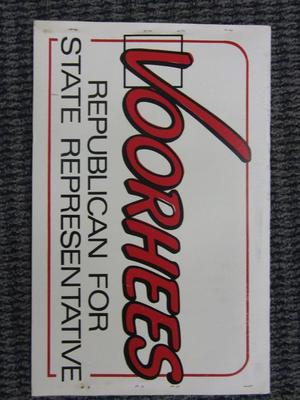 VOORHEES
REPUBLICAN FOR
STATE REPRESENTATIVE